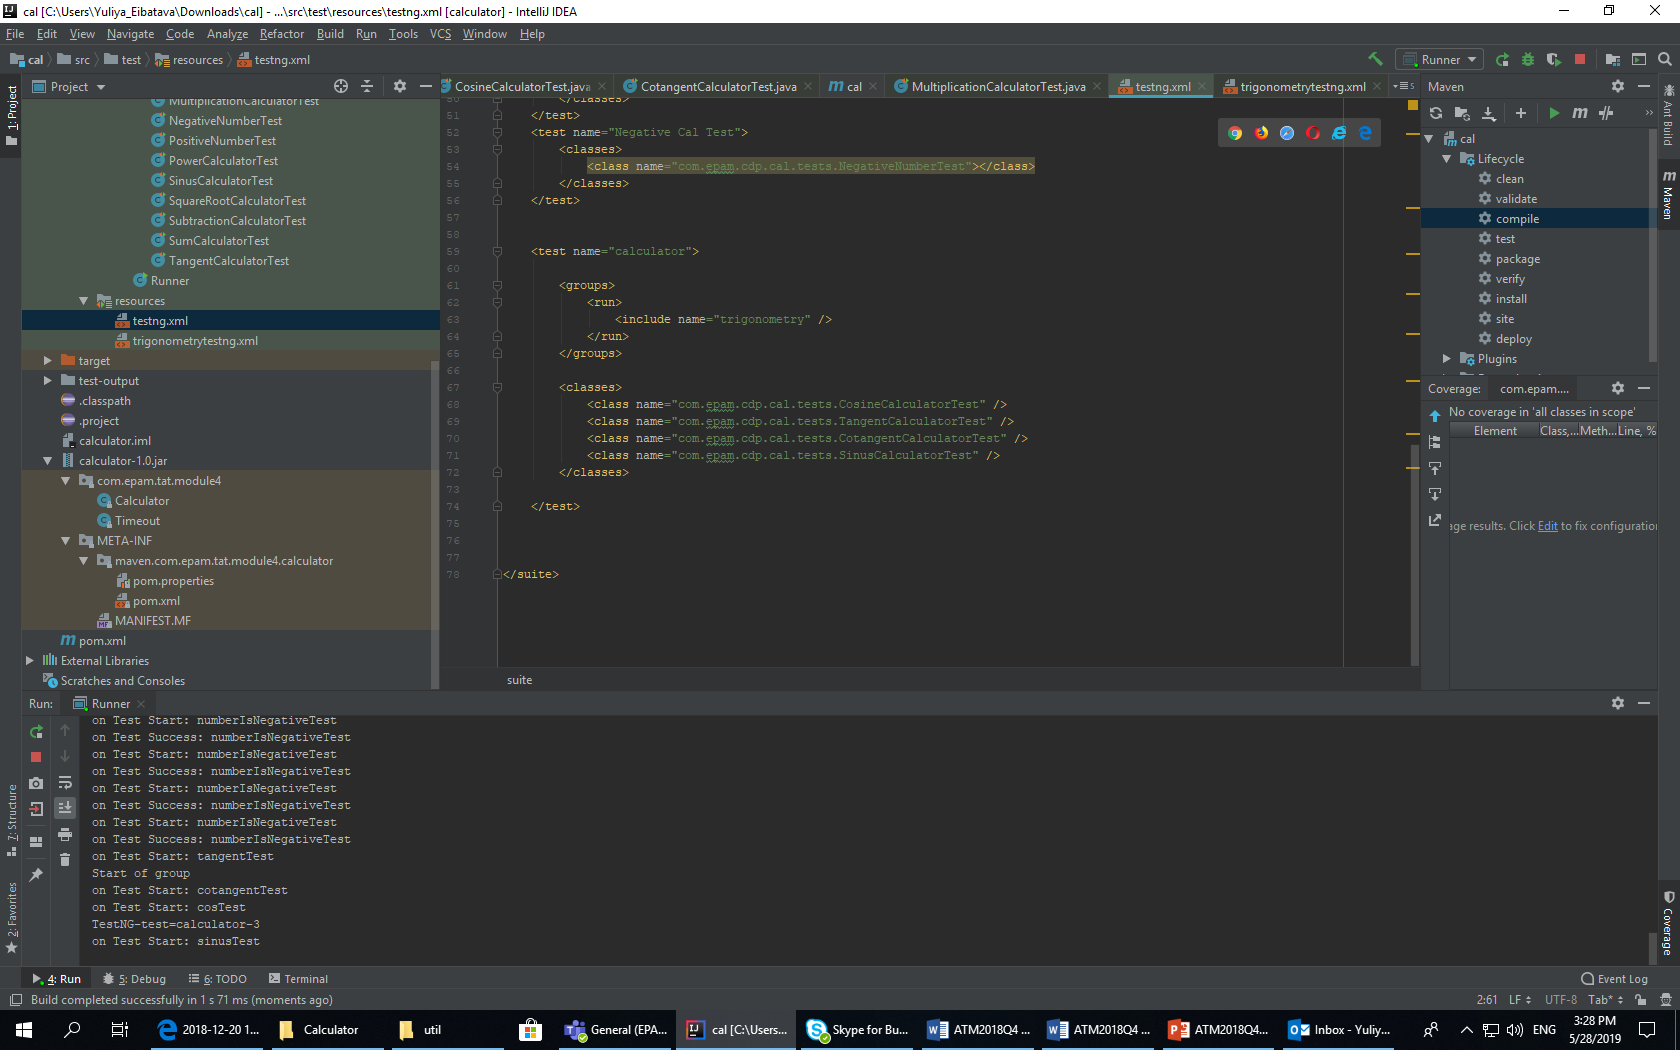 cal [C:\Users\Yuliya_Eibatava\Downloads\cal] - ...\src\test\resources\testng.xml [calculator] - IntelliJ IDEA
File Edit View Navigate Code Analyze Refactor Build Run Tools VCS Window Help
cal src test resources testng.xml
Runner
1: Project
Project
MultiplicationCalculatorTest
NegativeNumberTest
PositiveNumberTest
PowerCalculatorTest
SinusCalculatorTest
SquareRootCalculatorTest
SubtractionCalculatorTest
SumCalculatorTest
TangentCalculatorTest
Runner
resources
testng.xml
trigonometrytestng.xml
target
test-output
.classpath
.project
calculator.iml
calculator-1.0.jar
com.epam.tat.module4
Calculator
Timeout
META-INF
maven.com.epam.tat.module4.calculator
pom.properties
pom.xml
MANIFEST.MF
pom.xml
External Libraries
Scratches and Consoles
CosineCalculatorTest.java CotangentCalculatorTest.java cal MultiplicationCalculatorTest.java testng.xml trigonometrytestng.xml 5
50 </classes>
51 </test>
52 <test name="Negative Cal Test">
53 <classes>
54 <class name="com.epam.cdp.cal.tests.NegativeNumberTest"></class>
55 </classes>
56 </test>
57
58
59 <test name="calculator">
60
61 <groups>
62 <run>
63 <include name="trigonometry" />
64 </run>
65 </groups>
66
67 <classes>
68 <class name="com.epam.cdp.cal.tests.CosineCalculatorTest" />
69 <class name="com.epam.cdp.cal.tests.TangentCalculatorTest" />
70 <class name="com.epam.cdp.cal.tests.CotangentCalculatorTest" />
71 <class name="com.epam.cdp.cal.tests.SinusCalculatorTest" />
72 </classes>
73
74 </test>
75
76
77
78 </suite>
suite
Maven
cal
Lifecycle
clean
validate
compile
test
package
verify
install
site
deploy
Plugins
Coverage: com.epam....
No coverage in 'all classes in scope'
Element Class,... Meth... Line, %
age results. Click Edit to fix configuration
Ant Build
Maven
Coverage
Run: Runner
on Test Start: numberIsNegativeTest
on Test Success: numberIsNegativeTest
on Test Start: numberIsNegativeTest
on Test Success: numberIsNegativeTest
on Test Start: numberIsNegativeTest
on Test Success: numberIsNegativeTest
on Test Start: numberIsNegativeTest
on Test Success: numberIsNegativeTest
on Test Start: tangentTest
Start of group
on Test Start: cotangentTest
on Test Start: cosTest
TestNG-test=calculator-3
on Test Start: sinusTest
7: Structure
2: Favorites
4: Run 5: Debug 6: TODO Terminal Event Log
Build completed successfully in 1 s 71 ms (moments ago) 2:61 LF UTF-8 Tab*
2018-12-20 1... Calculator util General (EPA... cal [C:\Users... Skype for Bu... ATM2018Q4 ... ATM2018Q4 ... ATM2018Q4... Inbox - Yuliy... ENG 3:28 PM
5/28/2019